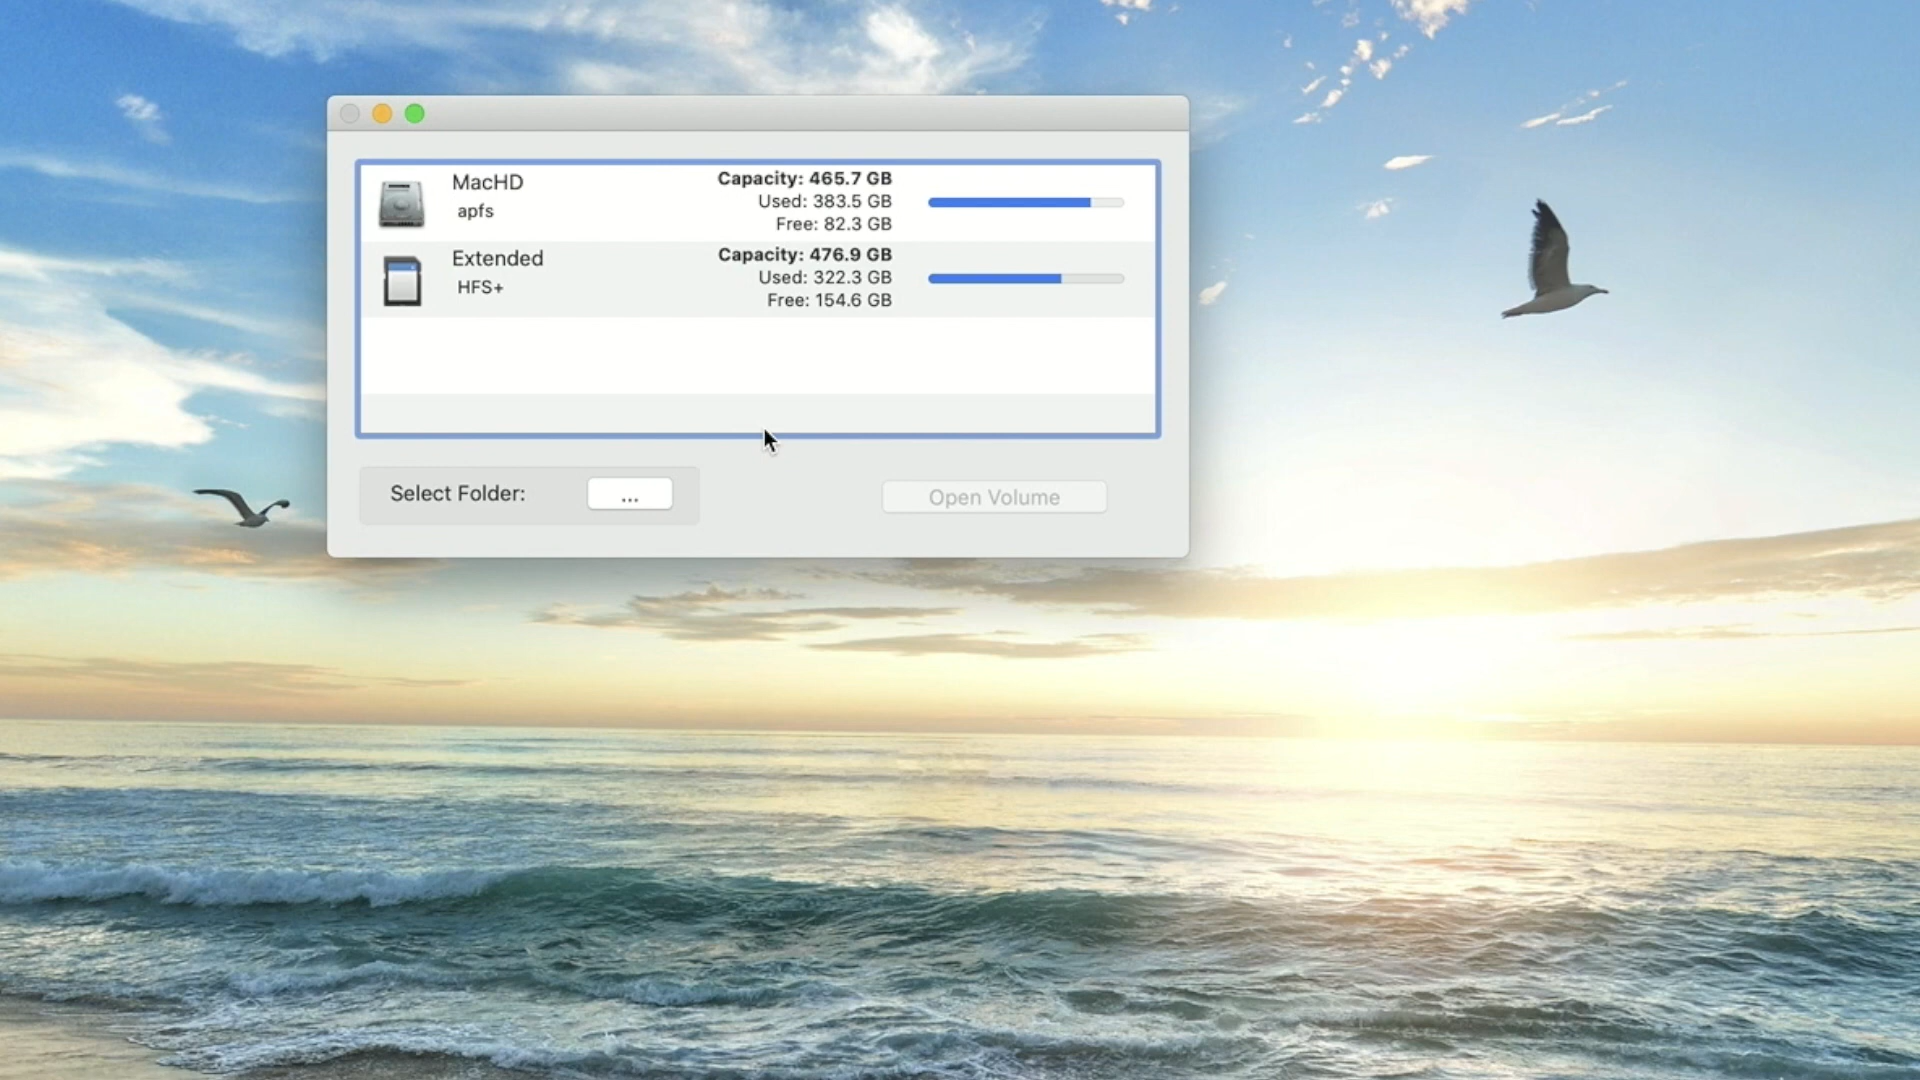 MacHD
apfs
Capacity: 465.7 GB
Used: 383.5 GB
Free: 82.3 GB
Extended
HFS+
Capacity: 476.9 GB
Used: 322.3 GB
Free: 154.6 GB
Select Folder:
...
Open Volume